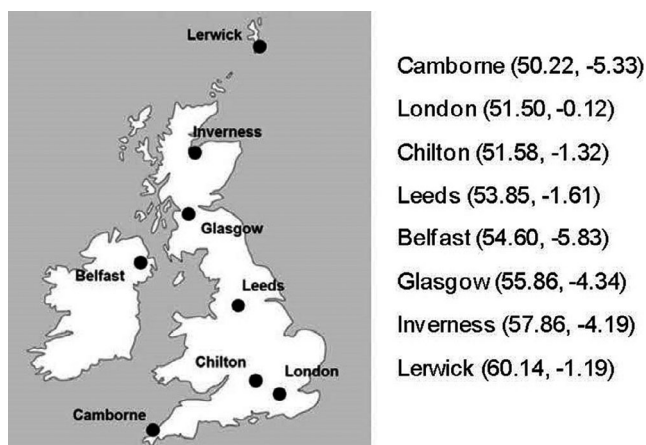 Lerwick
Inverness
Glasgow
Belfast
Leeds
Chilton
London
Camborne
Camborne (50.22, -5.33)
London (51.50, -0.12)
Chilton (51.58, -1.32)
Leeds (53.85, -1.61)
Belfast (54.60, -5.83)
Glasgow (55.86, -4.34)
Inverness (57.86, -4.19)
Lerwick (60.14, -1.19)